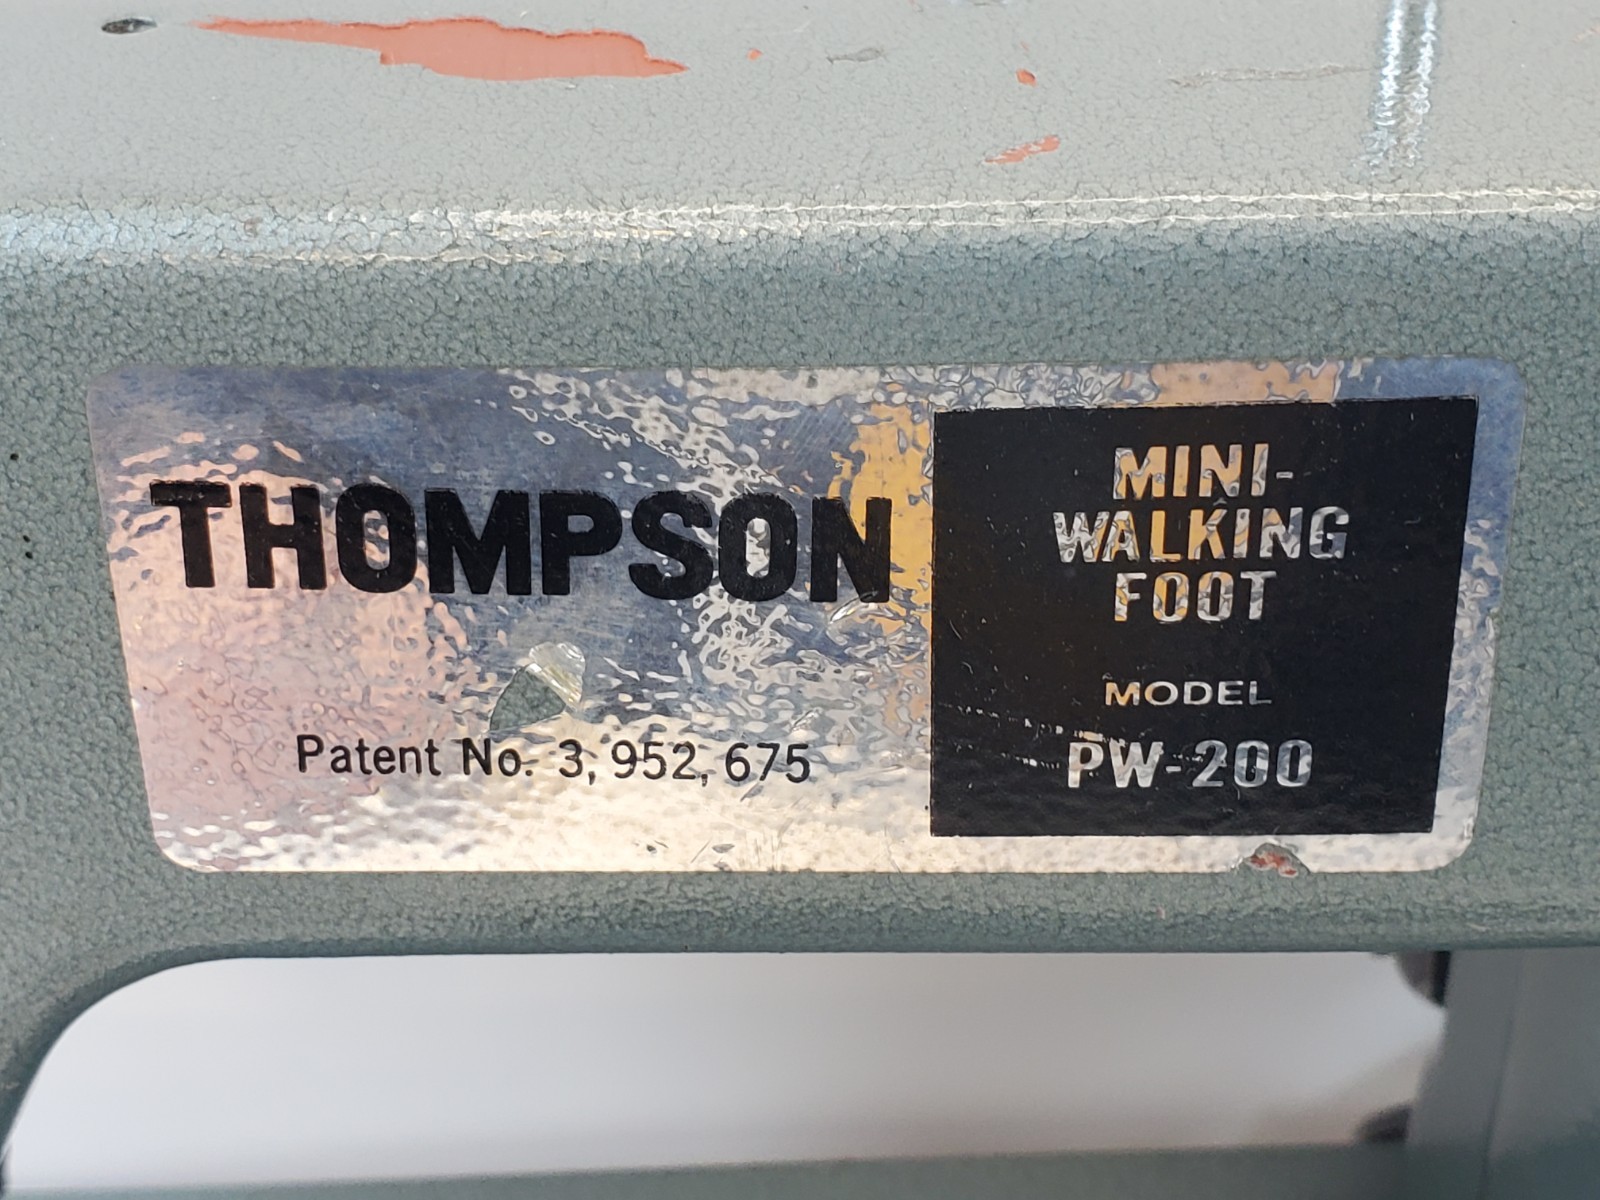 THOMPSON
Patent No. 3, 952, 675
MINI-
WALKING
FOOT
MODEL
PW-200